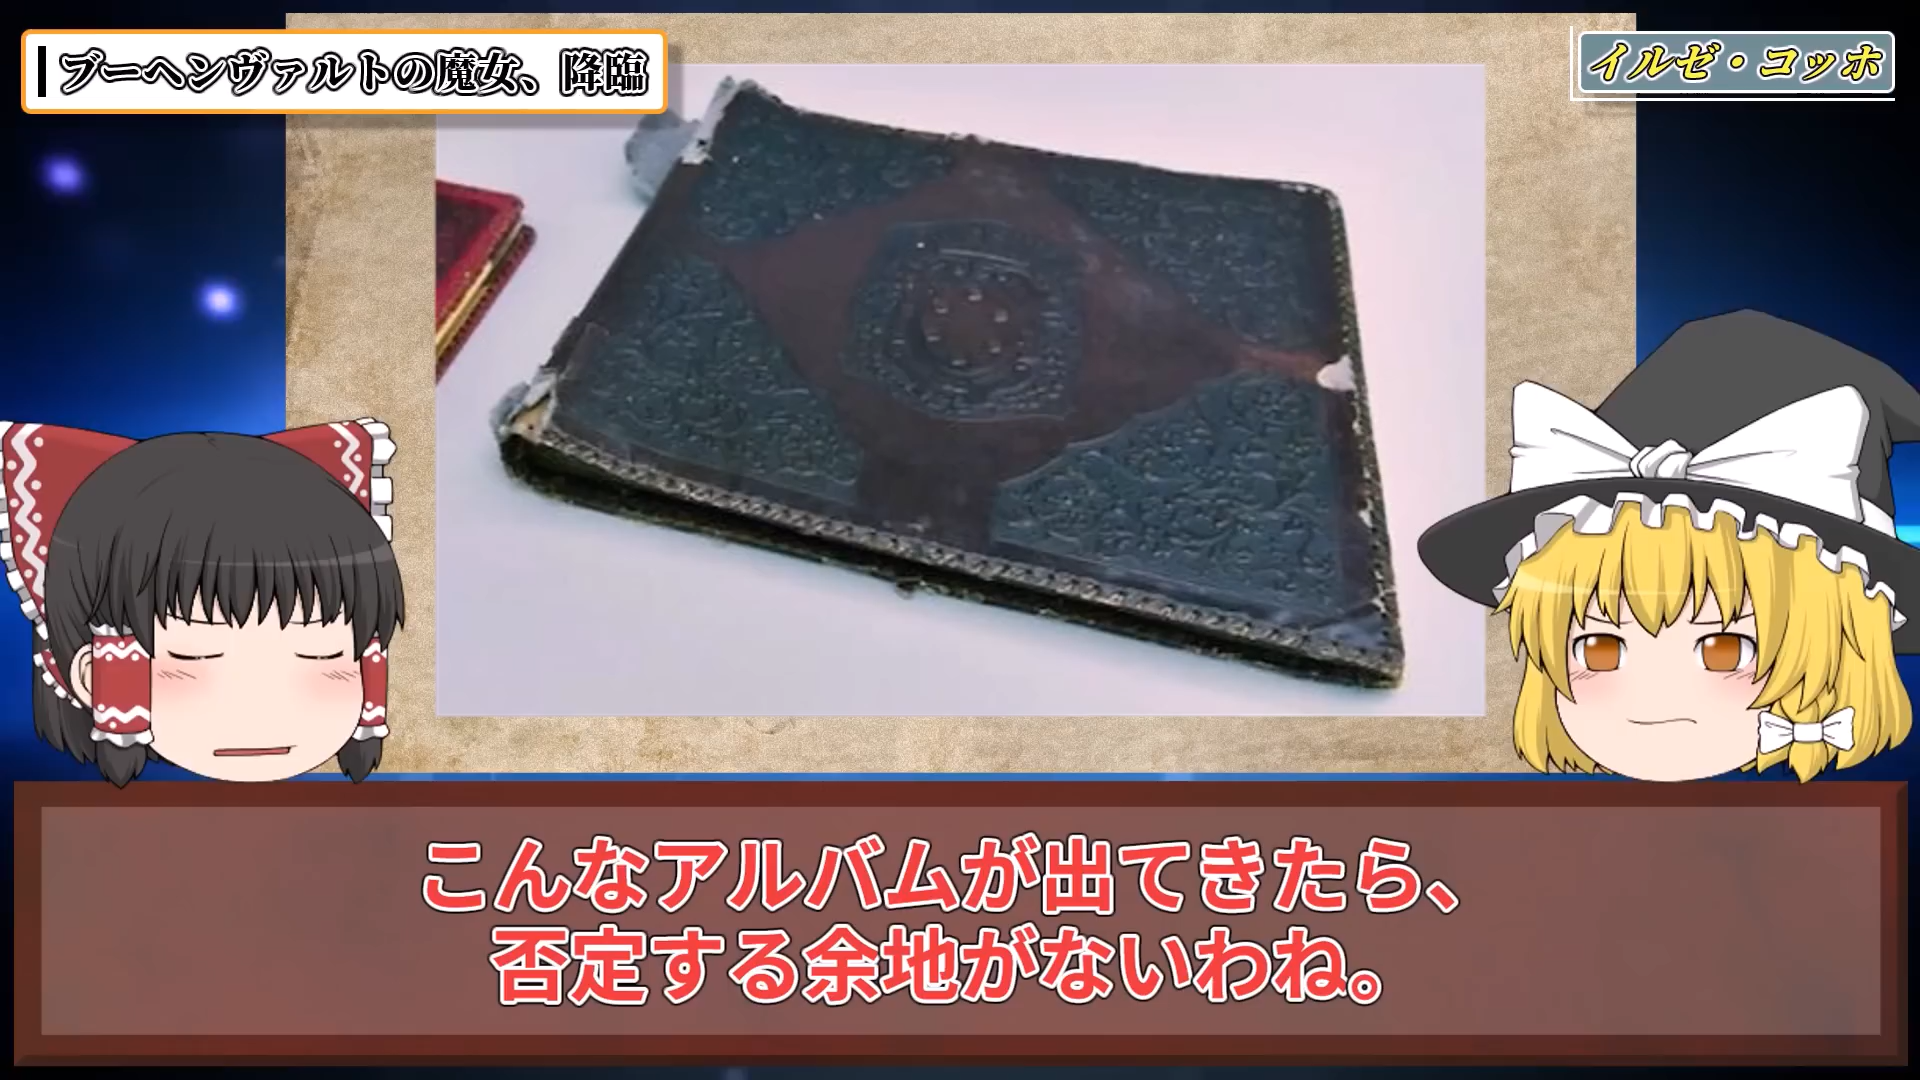 ブーヘンヴァルトの魔女、降臨
イルゼ・コッホ
こんなアルバムが出てきたら、
否定する余地がないわね。